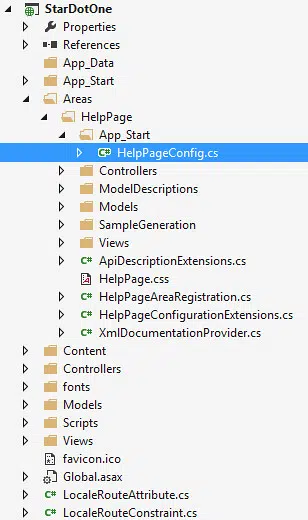 StarDotOne
Properties
References
App_Data
App_Start
Areas
HelpPage
App_Start
HelpPageConfig.cs
Controllers
ModelDescriptions
Models
SampleGeneration
Views
ApiDescriptionExtensions.cs
HelpPage.css
HelpPageAreaRegistration.cs
HelpPageConfigurationExtensions.cs
XmlDocumentationProvider.cs
Content
Controllers
fonts
Models
Scripts
Views
favicon.ico
Global.asax
LocaleRouteAttribute.cs
LocaleRouteConstraint.cs